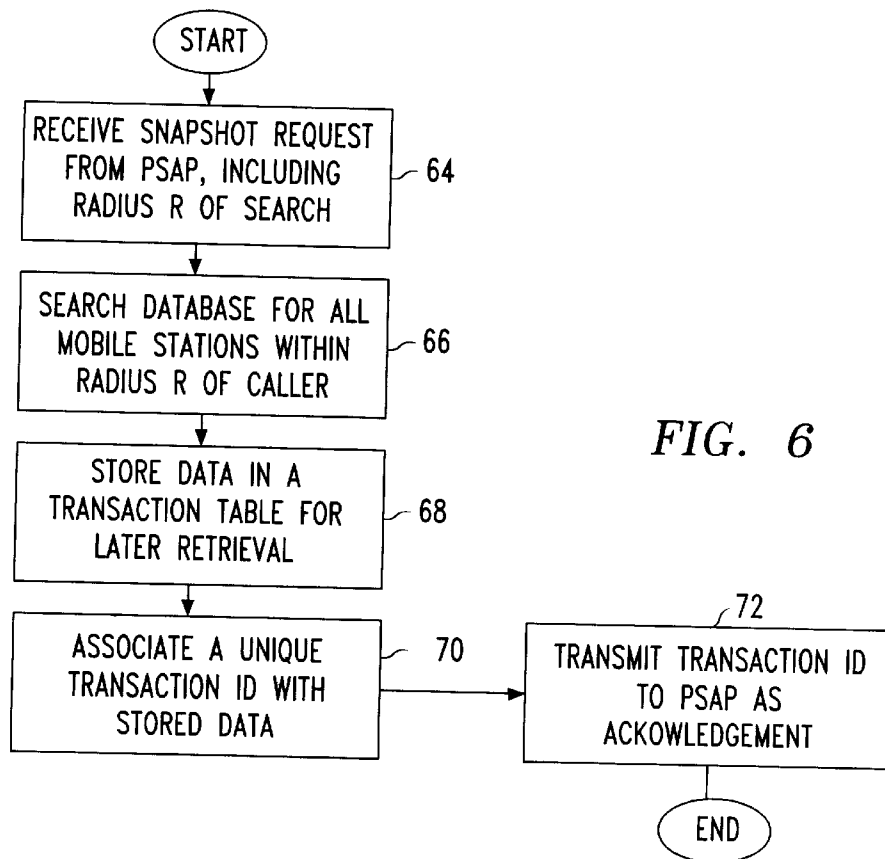 START
RECEIVE SNAPSHOT REQUEST
FROM PSAP, INCLUDING
RADIUS R OF SEARCH
64
SEARCH DATABASE FOR ALL
MOBILE STATIONS WITHIN
RADIUS R OF CALLER
66
FIG. 6
STORE DATA IN A
TRANSACTION TABLE FOR
LATER RETRIEVAL
68
ASSOCIATE A UNIQUE
TRANSACTION ID WITH
STORED DATA
70
72
TRANSMIT TRANSACTION ID
TO PSAP AS
ACKOWLEDGEMENT
END